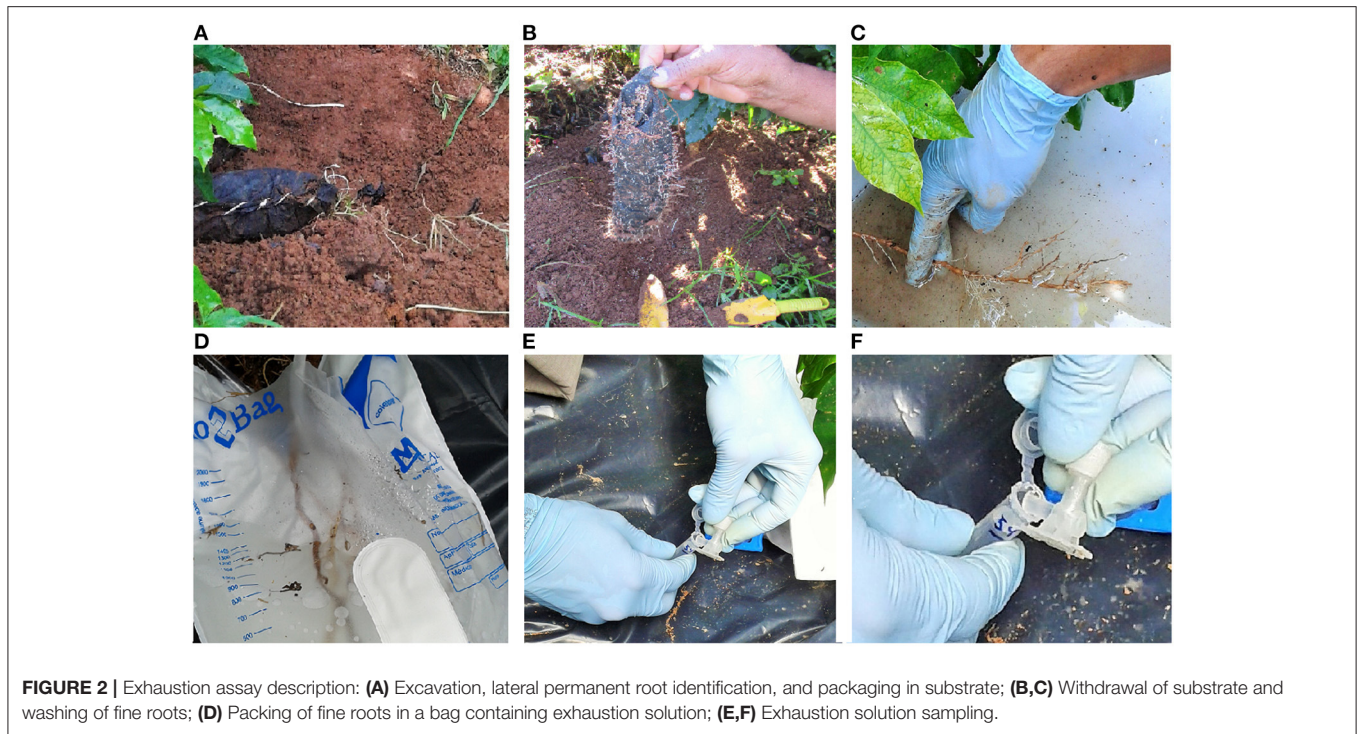 A
B
C
D
E
F
Bag
FIGURE 2 | Exhaustion assay description: (A) Excavation, lateral permanent root identification, and packaging in substrate; (B,C) Withdrawal of substrate and
washing of fine roots; (D) Packing of fine roots in a bag containing exhaustion solution; (E,F) Exhaustion solution sampling.